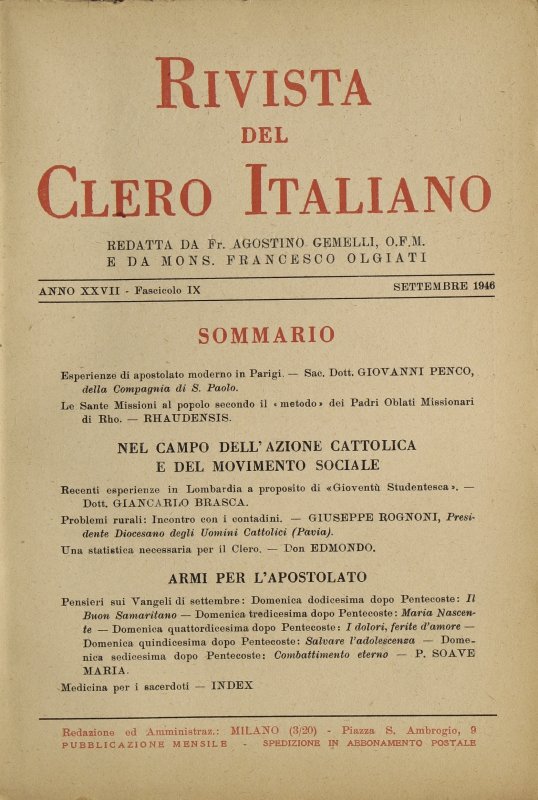 RIVISTA
DEL
CLERO ITALIANO
REDATTA DA Fr. AGOSTINO GEMELLI, O.F.M.
E DA MONS. FRANCESCO OLGIATI
ANNO XXVII - Fascicolo IX SETTEMBRE 1946
SOMMARIO
Esperienze di apostolato moderno in Parigi. — Sac. Dott. GIOVANNI PENCO,
della Compagnia di S. Paolo.
Le Sante Missioni al popolo secondo il «metodo» dei Padri Oblati Missionari
di Rho. — RHAUDENSIS.
NEL CAMPO DELL'AZIONE CATTOLICA
E DEL MOVIMENTO SOCIALE
Recenti esperienze in Lombardia a proposito di «Gioventù Studentesca». —
Dott. GIANCARLO BRASCA.
Problemi rurali: Incontro con i contadini. — GIUSEPPE ROGNONI, Presi-
dente Diocesano degli Uomini Cattolici (Pavia).
Una statistica necessaria per il Clero. — Don EDMONDO.
ARMI PER L'APOSTOLATO
Pensieri sui Vangeli di settembre: Domenica dodicesima dopo Pentecoste: Il
Buon Samaritano — Domenica tredicesima dopo Pentecoste: Maria Nascen-
te — Domenica quattordicesima dopo Pentecoste: I dolori, ferite d'amore —
Domenica quindicesima dopo Pentecoste: Salvare l'adolescenza — Dome-
nica sedicesima dopo Pentecoste: Combattimento eterno — P. SOAVE
MARIA.
Medicina per i sacerdoti — INDEX
Redazione ed Amministraz.: MILANO (3/20) - Piazza S. Ambrogio, 9
PUBBLICAZIONE MENSILE - SPEDIZIONE IN ABBONAMENTO POSTALE